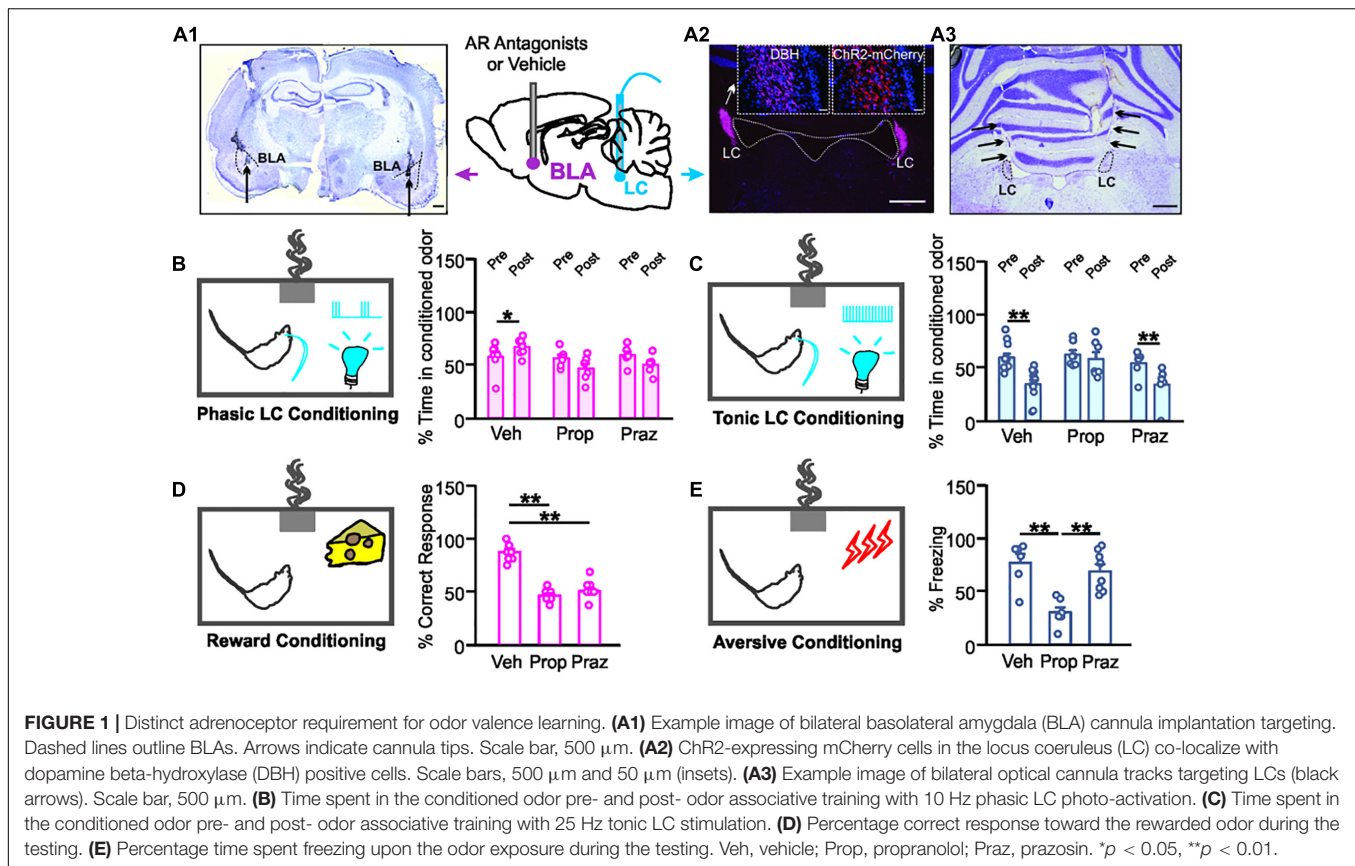 A1
AR Antagonists
or Vehicle
A2
A3
BLA
BLA
BLA
LC
DBH
ChR2-mCherry
LC
LC
LC
LC
B
Phasic LC Conditioning
% Time in conditioned odor
150
100
50
0
Pre Post Pre Post Pre Post
*
Veh Prop Praz
C
Tonic LC Conditioning
% Time in conditioned odor
150
100
50
0
Pre Post Pre Post Pre Post
** **
Veh Prop Praz
D
Reward Conditioning
% Correct Response
150
100
50
0
**
**
Veh Prop Praz
E
Aversive Conditioning
% Freezing
150
100
50
0
** **
Veh Prop Praz
FIGURE 1 | Distinct adrenoceptor requirement for odor valence learning. (A1) Example image of bilateral basolateral amygdala (BLA) cannula implantation targeting.
Dashed lines outline BLAs. Arrows indicate cannula tips. Scale bar, 500 μm. (A2) ChR2-expressing mCherry cells in the locus coeruleus (LC) co-localize with
dopamine beta-hydroxylase (DBH) positive cells. Scale bars, 500 μm and 50 μm (insets). (A3) Example image of bilateral optical cannula tracks targeting LCs (black
arrows). Scale bar, 500 μm. (B) Time spent in the conditioned odor pre- and post- odor associative training with 10 Hz phasic LC photo-activation. (C) Time spent in
the conditioned odor pre- and post- odor associative training with 25 Hz tonic LC stimulation. (D) Percentage correct response toward the rewarded odor during the
testing. (E) Percentage time spent freezing upon the odor exposure during the testing. Veh, vehicle; Prop, propranolol; Praz, prazosin. *p < 0.05, **p < 0.01.